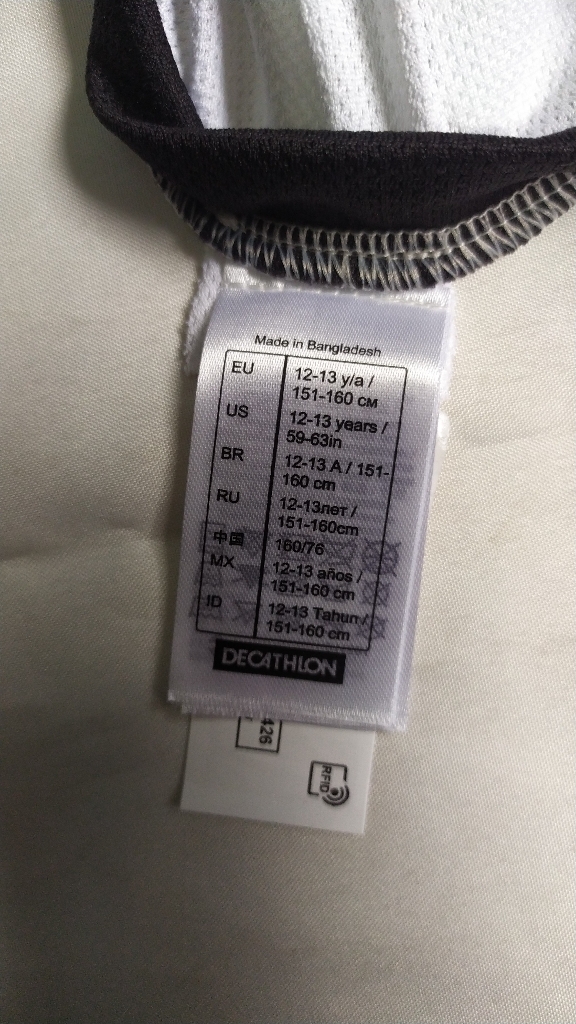 Made in Bangladesh
EU 12-13 y/a /
151-160 см
US 12-13 years /
59-63in
BR 12-13 A / 151-
160 cm
RU 12-13лет /
151-160cm
中国 160/76
MX 12-13 años /
151-160 cm
ID 12-13 Tahun /
151-160 cm
DECATHLON
426
RFID